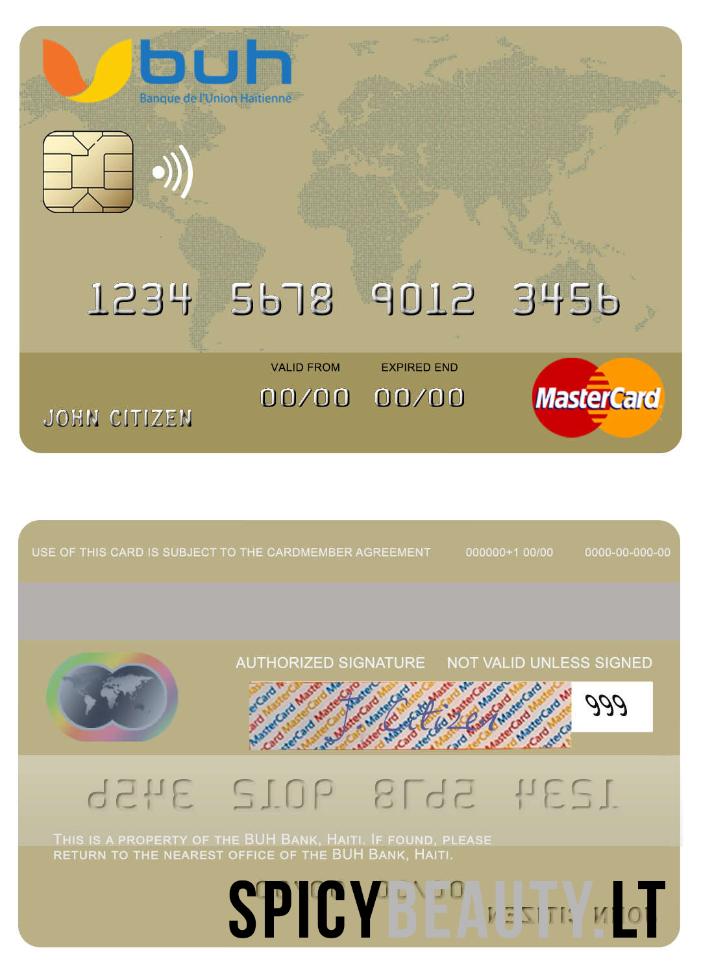 buh
Banque de l'Union Haïtienne
1234 5678 9012 3456
VALID FROM EXPIRED END
00/00 00/00
JOHN CITIZEN
MasterCard
USE OF THIS CARD IS SUBJECT TO THE CARDMEMBER AGREEMENT 000000+1 00/00 0000-00-000-00
AUTHORIZED SIGNATURE NOT VALID UNLESS SIGNED
J. Citizen
999
THIS IS A PROPERTY OF THE BUH BANK, HAITI. IF FOUND, PLEASE
RETURN TO THE NEAREST OFFICE OF THE BUH BANK, HAITI.
SPICYBEAUTY.LT